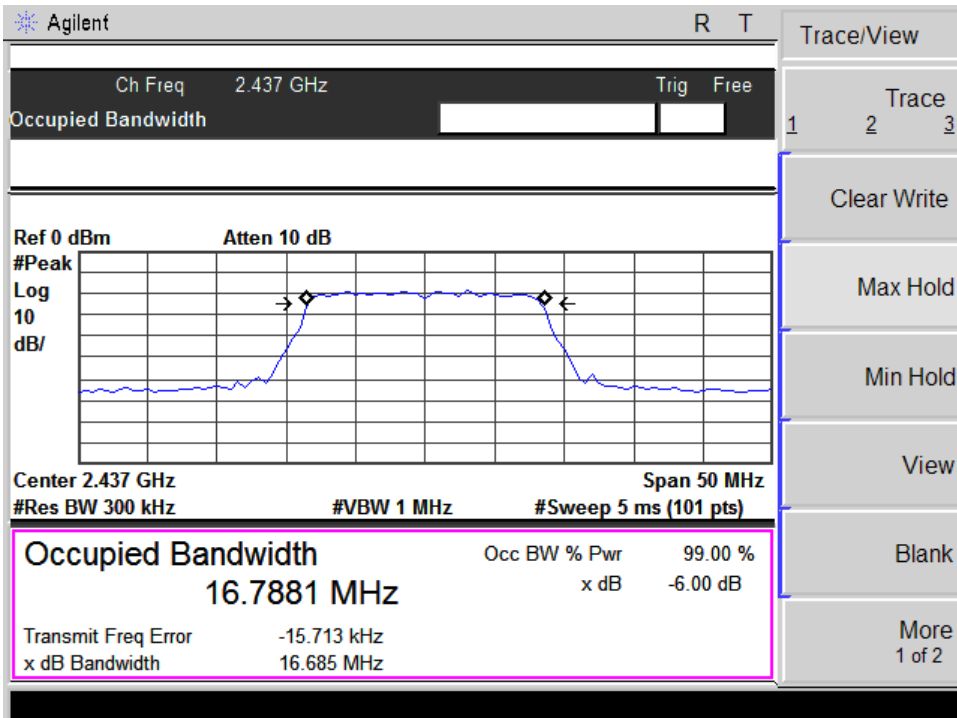 Agilent
R T
Trace/View
Ch Freq 2.437 GHz Trig Free
Occupied Bandwidth
Trace
1 2 3
Clear Write
Ref 0 dBm Atten 10 dB
#Peak
Log
10
dB/
Max Hold
Min Hold
View
Center 2.437 GHz Span 50 MHz
#Res BW 300 kHz #VBW 1 MHz #Sweep 5 ms (101 pts)
Occupied Bandwidth
16.7881 MHz
Occ BW % Pwr 99.00 %
x dB -6.00 dB
Transmit Freq Error -15.713 kHz
x dB Bandwidth 16.685 MHz
Blank
More
1 of 2